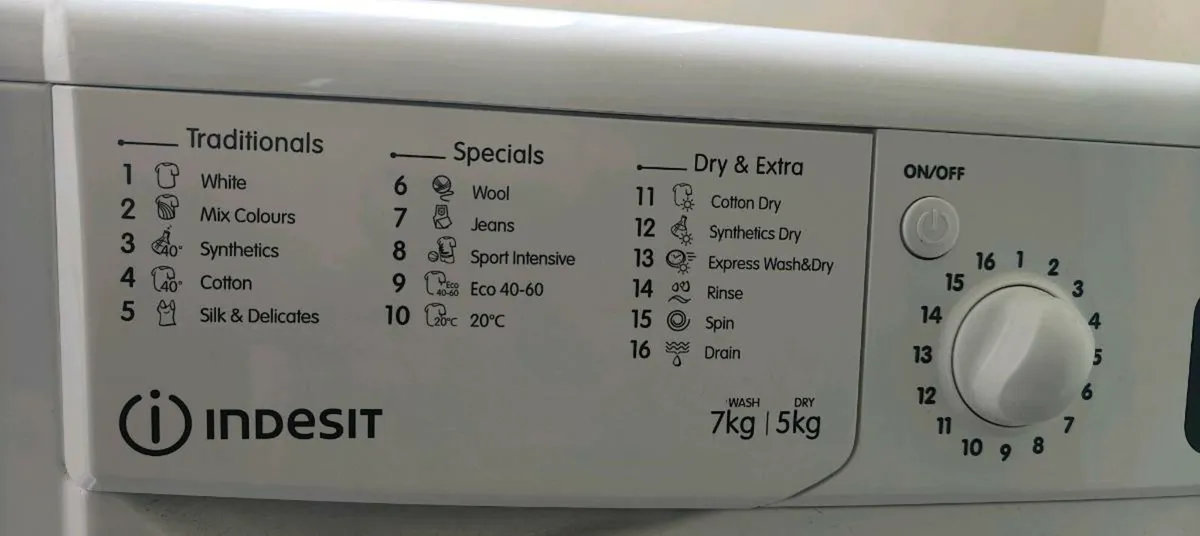 Traditionals
1 White
2 Mix Colours
3 40° Synthetics
4 40° Cotton
5 Silk & Delicates
Specials
6 Wool
7 Jeans
8 Sport Intensive
9 Eco 40-60 Eco 40-60
10 20°C 20°C
Dry & Extra
11 Cotton Dry
12 Synthetics Dry
13 Express Wash&Dry
14 Rinse
15 Spin
16 Drain
INDESIT
WASH DRY
7kg | 5kg
ON/OFF
1
2
3
4
5
6
7
8
9
10
11
12
13
14
15
16